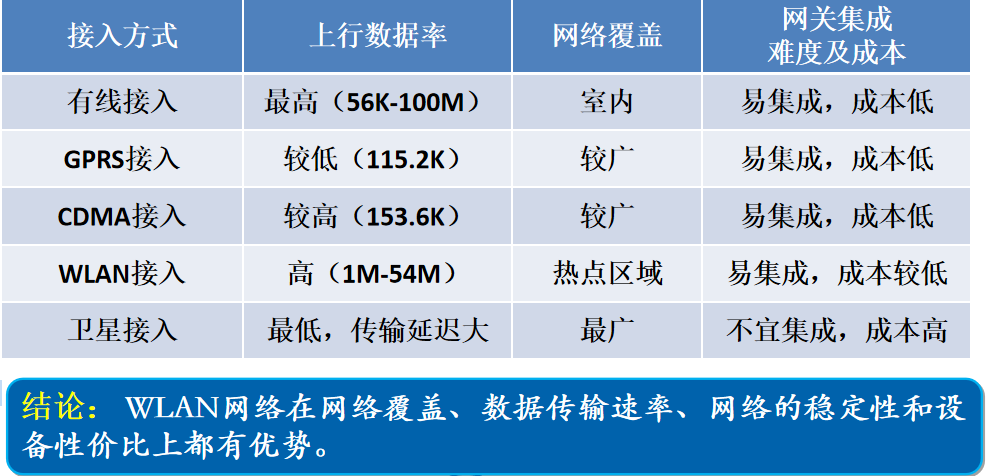 接入方式 上行数据率 网络覆盖 网关集成
难度及成本
有线接入 最高（56K-100M） 室内 易集成，成本低
GPRS接入 较低（115.2K） 较广 易集成，成本低
CDMA接入 较高（153.6K） 较广 易集成，成本低
WLAN接入 高（1M-54M） 热点区域 易集成，成本较低
卫星接入 最低，传输延迟大 最广 不宜集成，成本高
结论： WLAN网络在网络覆盖、数据传输速率、网络的稳定性和设
备性价比上都有优势。